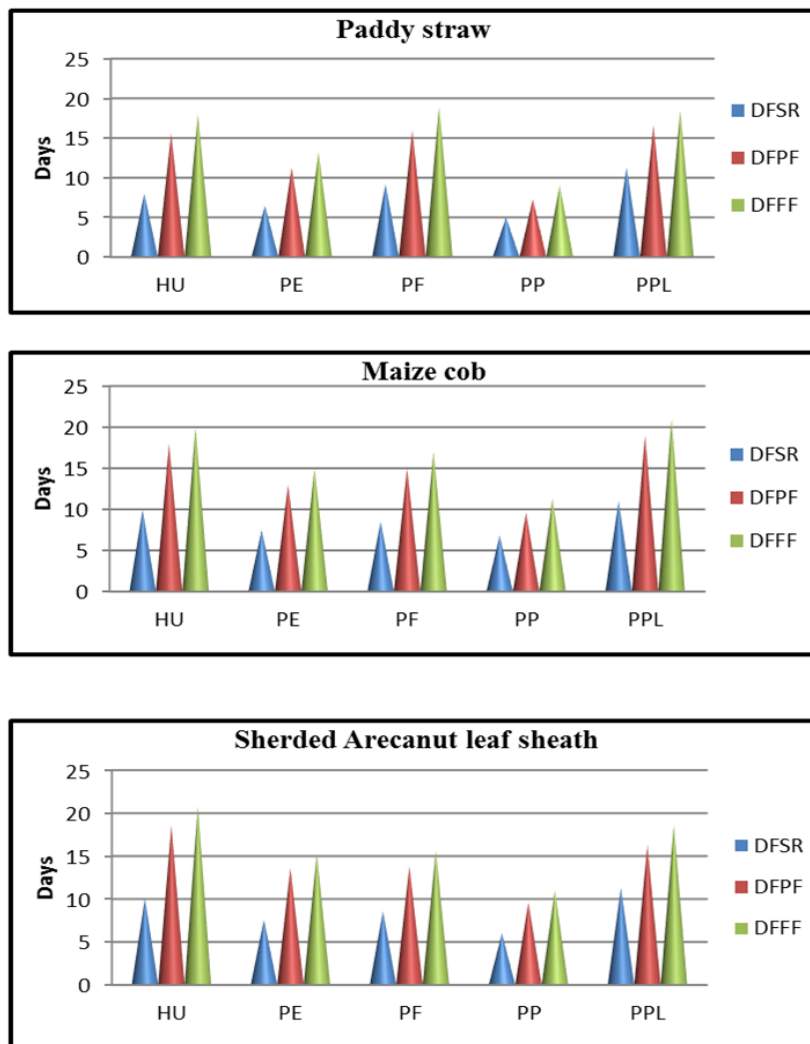 Paddy straw
25
20
15
10
5
0
Days
HU PE PF PP PPL
DFSR
DFPF
DFFF
Maize cob
25
20
15
10
5
0
Days
HU PE PF PP PPL
DFSR
DFPF
DFFF
Sherded Arecanut leaf sheath
25
20
15
10
5
0
Days
HU PE PF PP PPL
DFSR
DFPF
DFFF